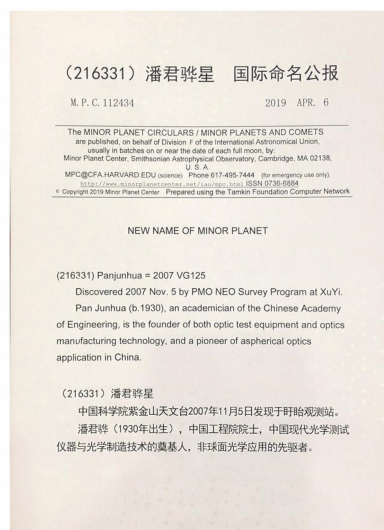 （216331）潘君骅星 国际命名公报
M.P.C.112434 2019 APR. 6
The MINOR PLANET CIRCULARS / MINOR PLANETS AND COMETS
are published, on behalf of Division F of the International Astronomical Union,
usually in batches on or near the date of each full moon, by:
Minor Planet Center, Smithsonian Astrophysical Observatory, Cambridge, MA 02138,
U. S. A.
MPC@CFA.HARVARD.EDU (science) Phone 617-495-7444 (for emergency use only).
http://www.minorplanetcenter.net/iau/mpc.html ISSN 0736-6884
© Copyright 2019 Minor Planet Center Prepared using the Tamkin Foundation Computer Network
NEW NAME OF MINOR PLANET
(216331) Panjunhua = 2007 VG125
Discovered 2007 Nov. 5 by PMO NEO Survey Program at XuYi.
Pan Junhua (b.1930), an academician of the Chinese Academy
of Engineering, is the founder of both optic test equipment and optics
manufacturing technology, and a pioneer of aspherical optics
application in China.
（216331）潘君骅星
中国科学院紫金山天文台2007年11月5日发现于盱眙观测站。
潘君骅（1930年出生），中国工程院院士，中国现代光学测试
仪器与光学制造技术的奠基人，非球面光学应用的先驱者。